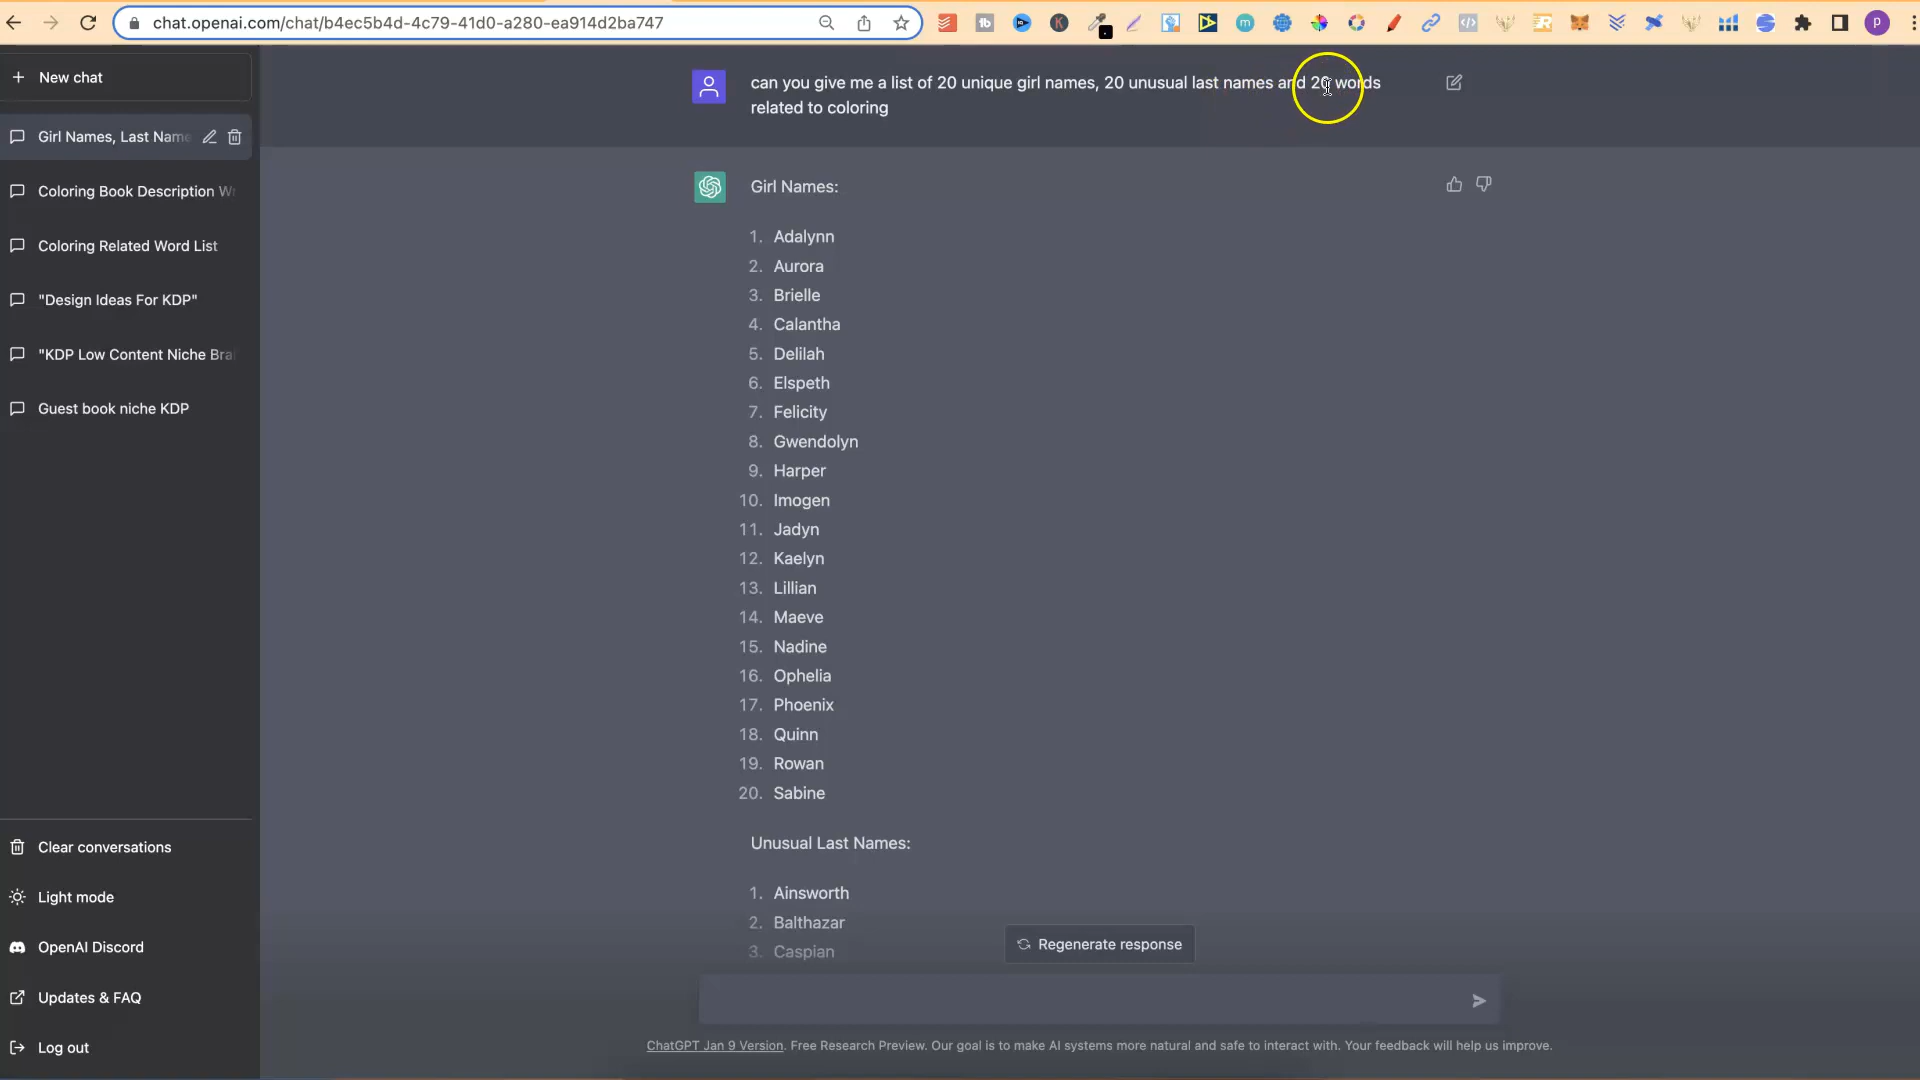 chat.openai.com/chat/b4ec5b4d-4c79-41d0-a280-ea914d2ba747
New chat
Girl Names, Last Name
Coloring Book Description W
Coloring Related Word List
"Design Ideas For KDP"
"KDP Low Content Niche Bra
Guest book niche KDP
Clear conversations
Light mode
OpenAI Discord
Updates & FAQ
Log out
can you give me a list of 20 unique girl names, 20 unusual last names and 20 words
related to coloring
Girl Names:
1. Adalynn
2. Aurora
3. Brielle
4. Calantha
5. Delilah
6. Elspeth
7. Felicity
8. Gwendolyn
9. Harper
10. Imogen
11. Jadyn
12. Kaelyn
13. Lillian
14. Maeve
15. Nadine
16. Ophelia
17. Phoenix
18. Quinn
19. Rowan
20. Sabine
Unusual Last Names:
1. Ainsworth
2. Balthazar
3. Caspian
Regenerate response
ChatGPT Jan 9 Version. Free Research Preview. Our goal is to make AI systems more natural and safe to interact with. Your feedback will help us improve.